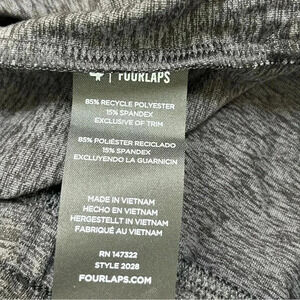 FOURLAPS
85% RECYCLE POLYESTER
15% SPANDEX
EXCLUSIVE OF TRIM
85% POLIÉSTER RECICLADO
15% SPANDEX
EXCLUYENDO LA GUARNICIN
MADE IN VIETNAM
HECHO EN VIETNAM
HERGESTELLT IN VIETNAM
FABRIQUÉ AU VIETNAM
RN 147322
STYLE 2028
FOURLAPS.COM